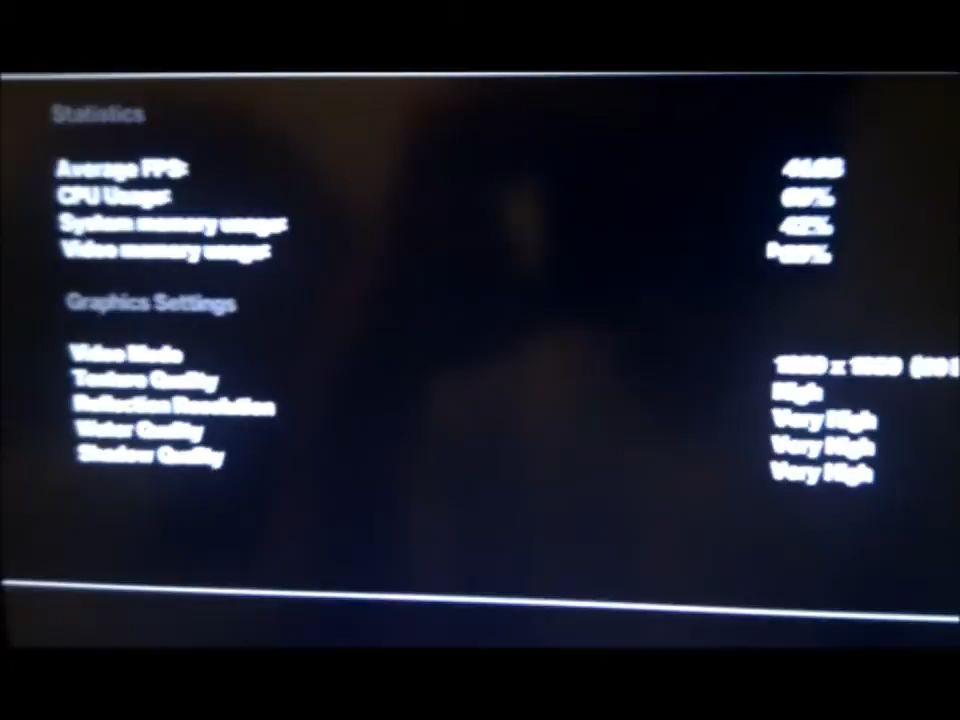 Statistics
Average FPS:
CPU Usage:
System memory usage:
Video memory usage:
Graphics Settings
Video Mode
Texture Quality High
Reflection Resolution Very High
Water Quality Very High
Shadow Quality Very High